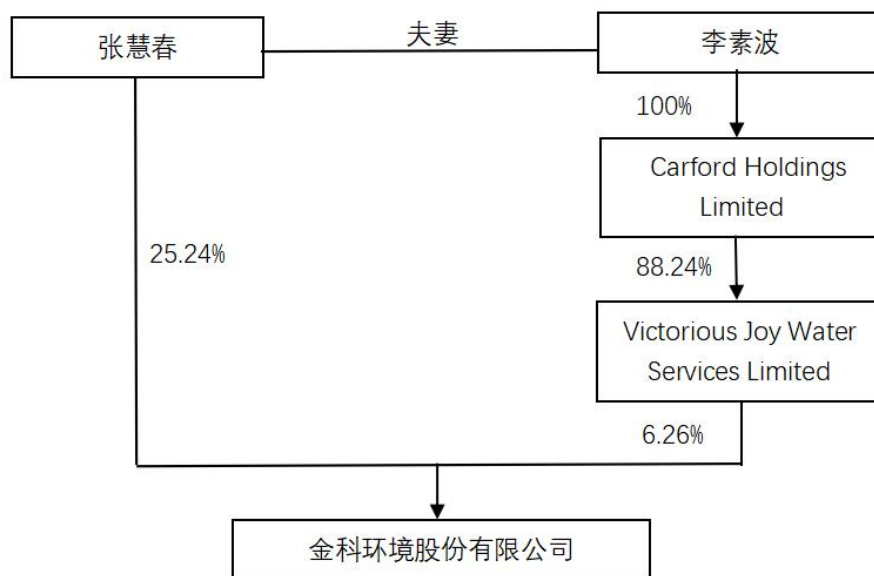 张慧春
夫妻
李素波
100%
Carford Holdings
Limited
25.24%
88.24%
Victorious Joy Water
Services Limited
6.26%
金科环境股份有限公司